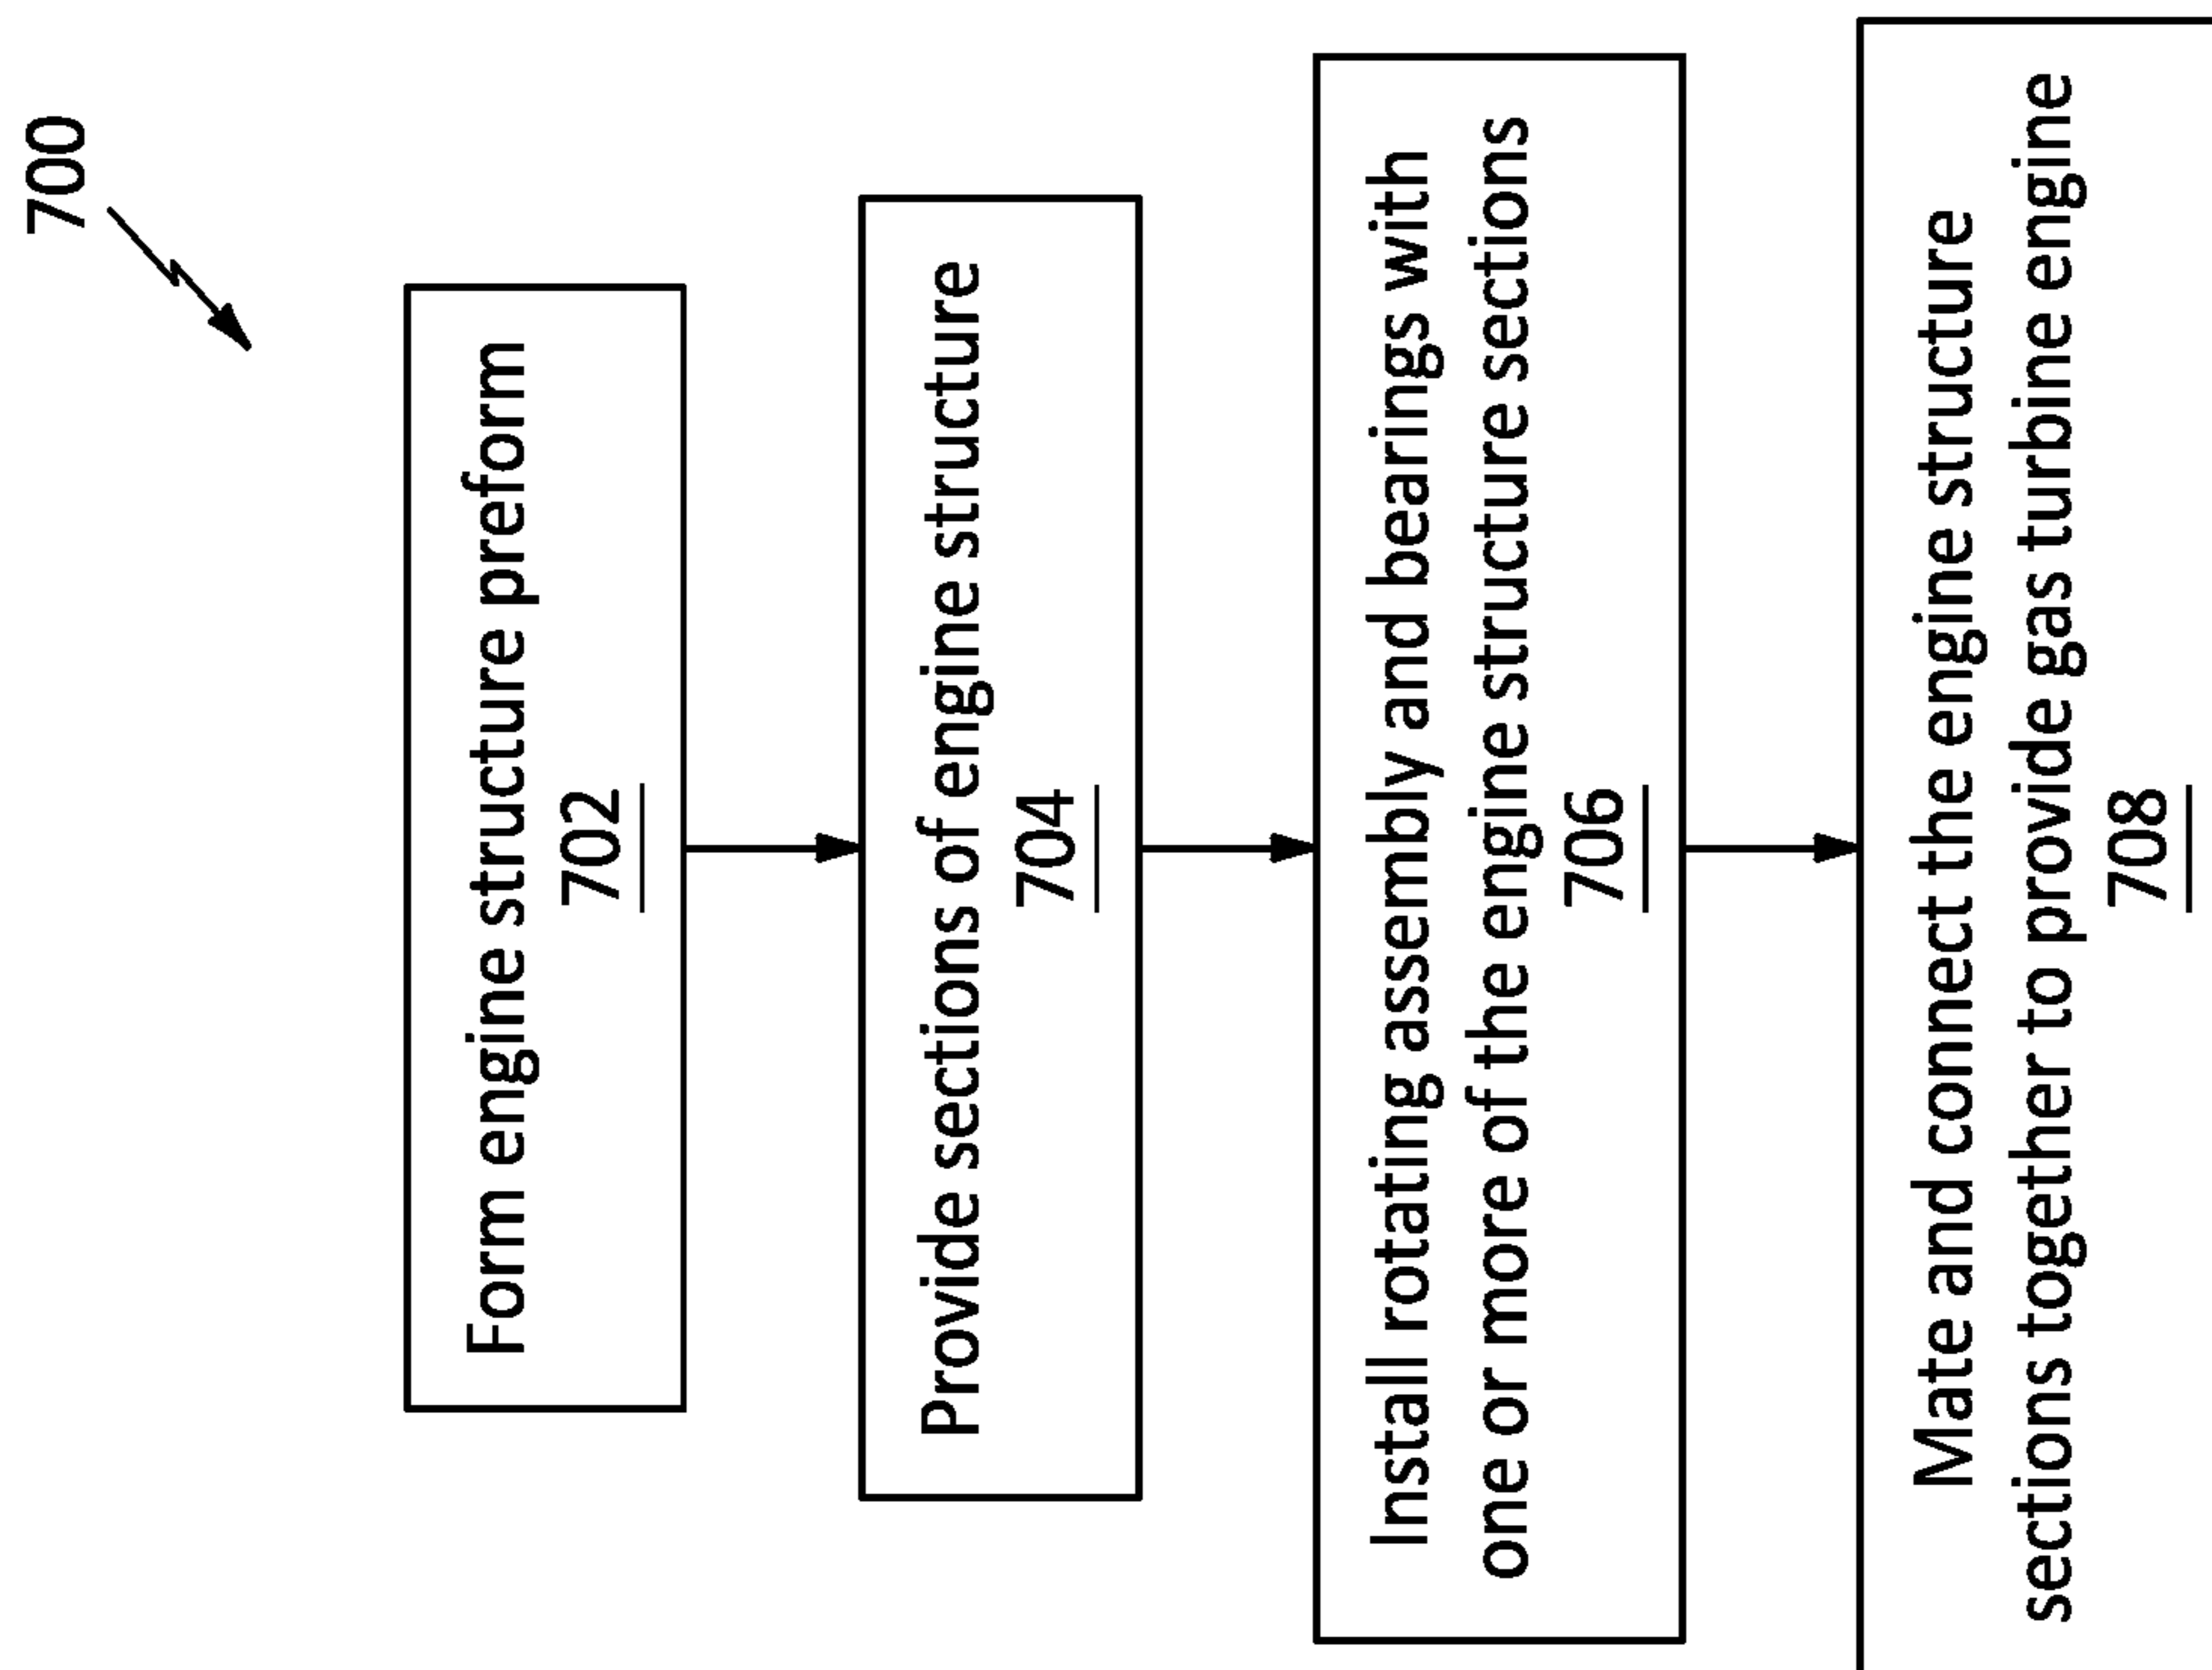 700
Form engine structure preform
702
Provide sections of engine structure
704
Install rotating assembly and bearings with
one or more of the engine structure sections
706
Mate and connect the engine structure
sections together to provide gas turbine engine
708